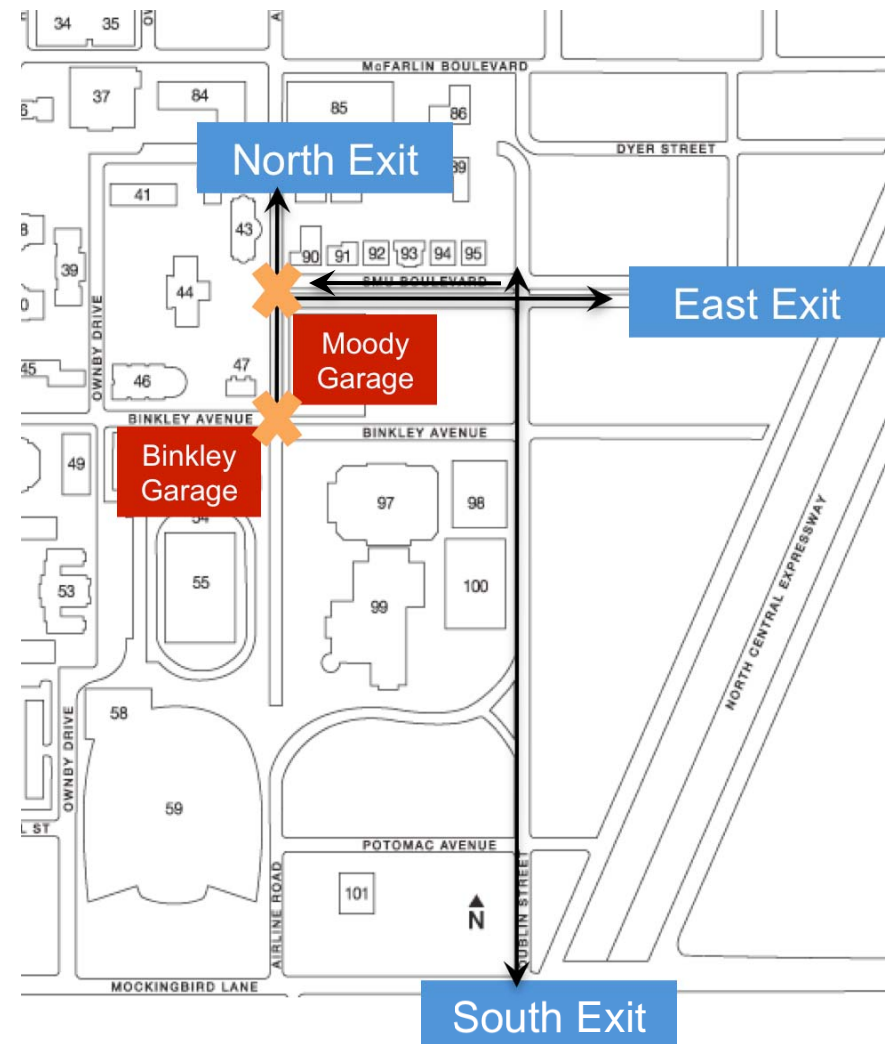 34 35
McFARLIN BOULEVARD
37
84
85
86
DYER STREET
North Exit
89
41
43
39
44
90 91 92 93 94 95
SMU BOULEVARD
East Exit
OWNBY DRIVE
Moody
Garage
45
46
47
BINKLEY AVENUE
BINKLEY AVENUE
Binkley
Garage
49
97
98
54
55
53
99
100
NORTH CENTRAL EXPRESSWAY
58
OWNBY DRIVE
59
L ST
POTOMAC AVENUE
101
N
AIRLINE ROAD
DUBLIN STREET
MOCKINGBIRD LANE
South Exit